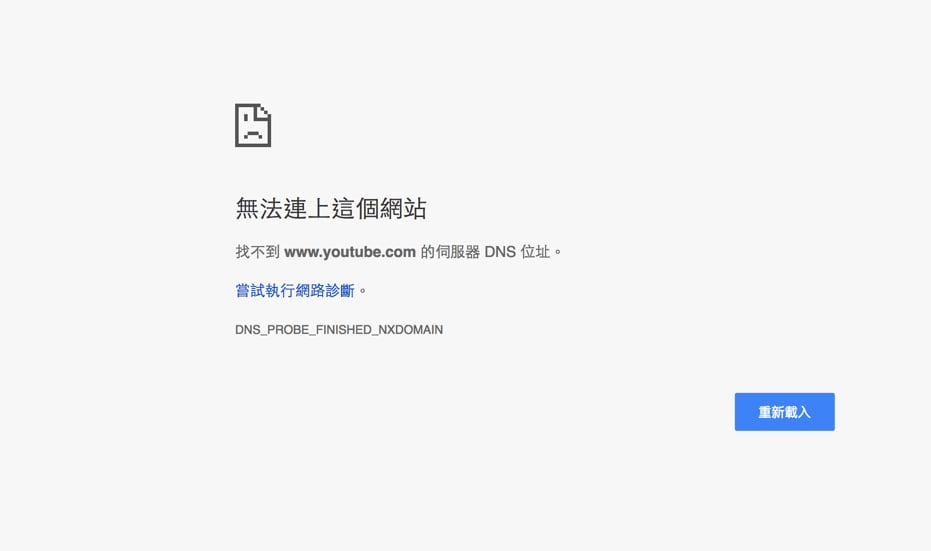 無法連上這個網站
找不到 www.youtube.com 的伺服器 DNS 位址。
嘗試執行網路診斷。
DNS_PROBE_FINISHED_NXDOMAIN
重新載入